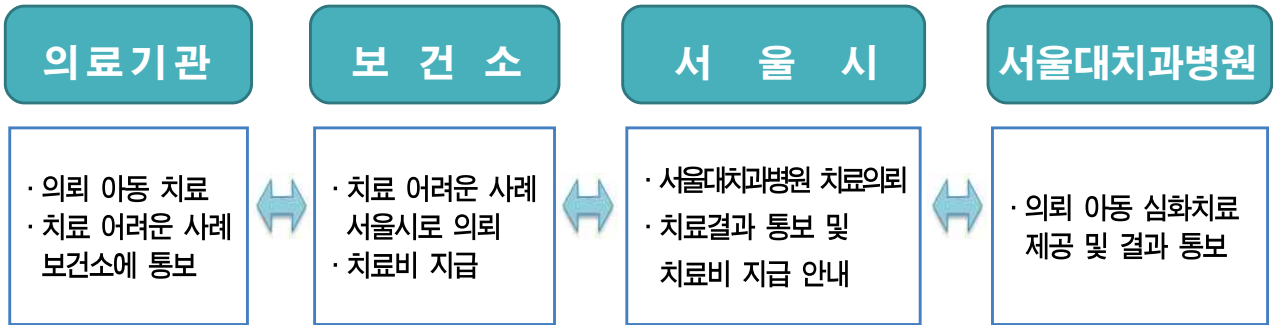 의료기관
보 건 소
서 울 시
서울대치과병원
· 의뢰 아동 치료
· 치료 어려운 사례
보건소에 통보
· 치료 어려운 사례
서울시로 의뢰
· 치료비 지급
· 서울대치과병원 치료의뢰
· 치료결과 통보 및
치료비 지급 안내
· 의뢰 아동 심화치료
제공 및 결과 통보